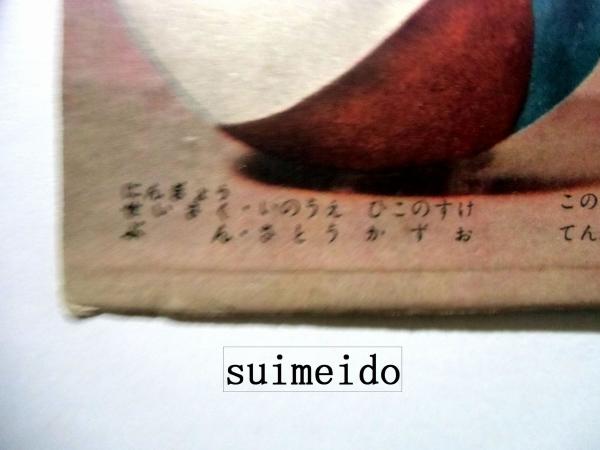 にんぎょう
せいさく・いのうえ ひこのすけ
ぶん・さとう かずお
この
てん
suimeido